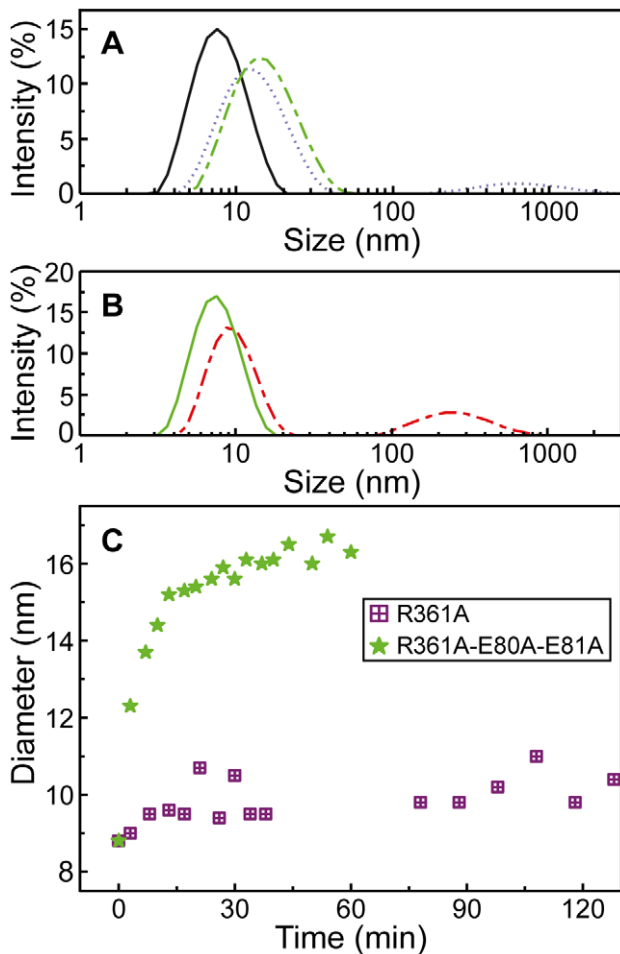 A
Intensity (%)
15
10
5
0
1
10
100
1000
Size (nm)
B
Intensity (%)
20
15
10
5
0
1
10
100
1000
Size (nm)
C
Diameter (nm)
16
14
12
10
8
R361A
R361A-E80A-E81A
0
30
60
90
120
Time (min)